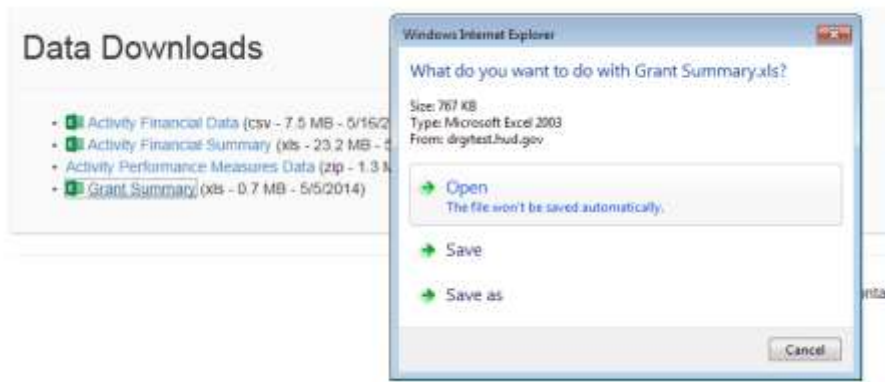 Data Downloads
Activity Financial Data (csv - 7.5 MB - 5/16/2
Activity Financial Summary (xls - 23.2 MB -
Activity Performance Measures Data (zip - 1.3 M
Grant Summary (xls - 0.7 MB - 5/5/2014)
Windows Internet Explorer
What do you want to do with Grant Summary.xls?
Size: 767 KB
Type: Microsoft Excel 2003
From: drgrtest.hud.gov
Open
The file won't be saved automatically.
Save
Save as
Cancel